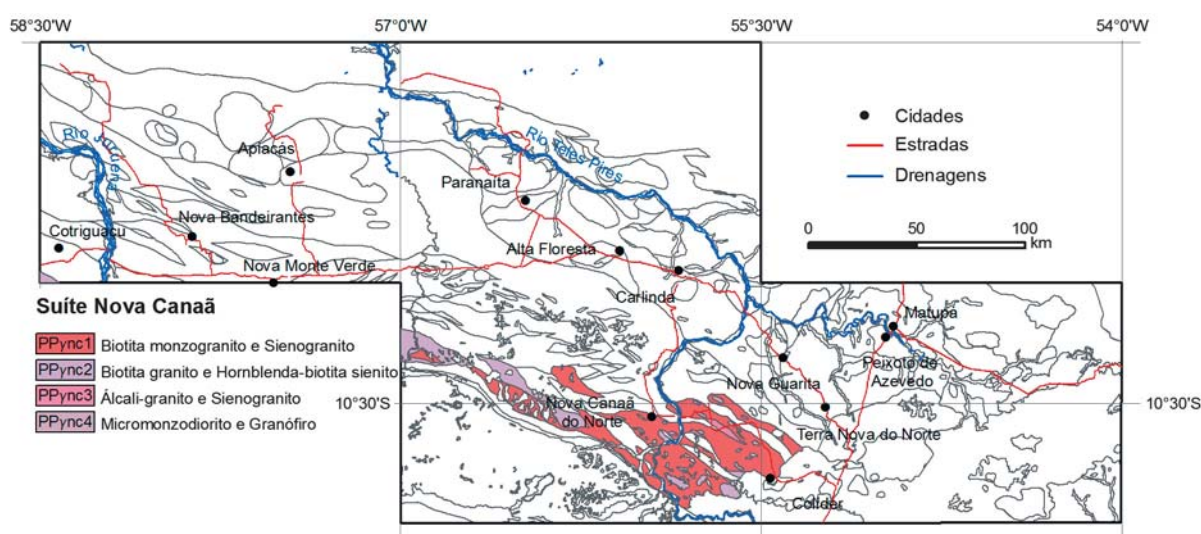 58°30'W
57°0'W
55°30'W
54°0'W
Rio Juruena
Apiacás
Rio Teles Pires
Cidades
Estradas
Drenagens
Paranaíta
Nova Bandeirantes
Cotriguaçu
Alta Floresta
0 50 100
km
Nova Monte Verde
Carlinda
Suíte Nova Canaã
Matupá
PPync1 Biotita monzogranito e Sienogranito
Peixoto de
Azevedo
PPync2 Biotita granito e Hornblenda-biotita sienito
Nova Guarita
PPync3 Álcali-granito e Sienogranito
Nova Canaã
do Norte
10°30'S
10°30'S
PPync4 Micromonzodiorito e Granófiro
Terra Nova do Norte
Colíder